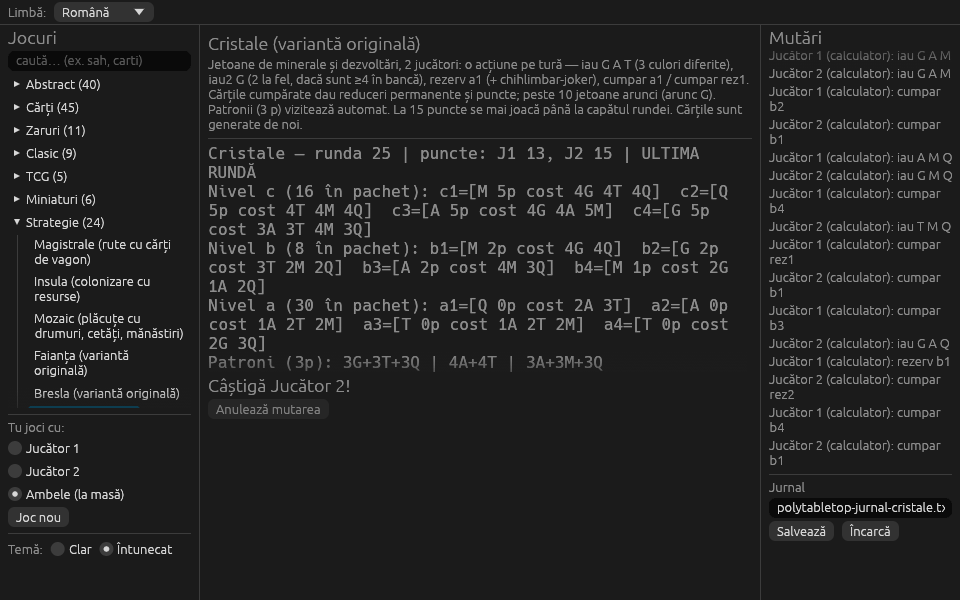 Limbă: Română
Jocuri
caută... (ex. sah, carti)
Abstract (40)
Cărți (45)
Zaruri (11)
Clasic (9)
TCG (5)
Miniaturi (6)
Strategie (24)
Magistrale (rute cu cărți
de vagon)
Insula (colonizare cu
resurse)
Mozaic (plăcuțe cu
drumuri, cetăți, mănăstiri)
Faianța (variantă
originală)
Bresla (variantă originală)
Tu joci cu:
Jucător 1
Jucător 2
Ambele (la masă)
Joc nou
Temă: Clar Întunecat
Cristale (variantă originală)
Jetoane de minerale și dezvoltări, 2 jucători: o acțiune pe tură — iau G A T (3 culori diferite),
iau2 G (2 la fel, dacă sunt ≥4 în bancă), rezerv a1 (+ chihlimbar-joker), cumpar a1 / cumpar rez1.
Cărțile cumpărate dau reduceri permanente și puncte; peste 10 jetoane arunci (arunc G).
Patronii (3 p) vizitează automat. La 15 puncte se mai joacă până la capătul rundei. Cărțile sunt
generate de noi.
Cristale — runda 25 | puncte: J1 13, J2 15 | ULTIMA
RUNDĂ
Nivel c (16 în pachet): c1=[M 5p cost 4G 4T 4Q] c2=[Q
5p cost 4T 4M 4Q] c3=[A 5p cost 4G 4A 5M] c4=[G 5p
cost 3A 3T 4M 3Q]
Nivel b (8 în pachet): b1=[M 2p cost 4G 4Q] b2=[G 2p
cost 3T 2M 2Q] b3=[A 2p cost 4M 3Q] b4=[M 1p cost 2G
1A 2Q]
Nivel a (30 în pachet): a1=[Q 0p cost 2A 3T] a2=[A 0p
cost 1A 2T 2M] a3=[T 0p cost 1A 2T 2M] a4=[T 0p cost
2G 3Q]
Patroni (3p): 3G+3T+3Q | 4A+4T | 3A+3M+3Q
Câștigă Jucător 2!
Anulează mutarea
Mutări
Jucător 1 (calculator): iau G A M
Jucător 2 (calculator): iau G A M
Jucător 1 (calculator): cumpar
b2
Jucător 2 (calculator): cumpar
b1
Jucător 1 (calculator): iau A M Q
Jucător 2 (calculator): iau G M Q
Jucător 1 (calculator): cumpar
b4
Jucător 2 (calculator): iau T M Q
Jucător 1 (calculator): cumpar
rez1
Jucător 2 (calculator): cumpar
b1
Jucător 1 (calculator): cumpar
b3
Jucător 2 (calculator): iau G A Q
Jucător 1 (calculator): rezerv b1
Jucător 2 (calculator): cumpar
rez2
Jucător 1 (calculator): cumpar
b4
Jucător 2 (calculator): cumpar
b1
Jurnal
polytabletop-jurnal-cristale.tx
Salvează Încarcă